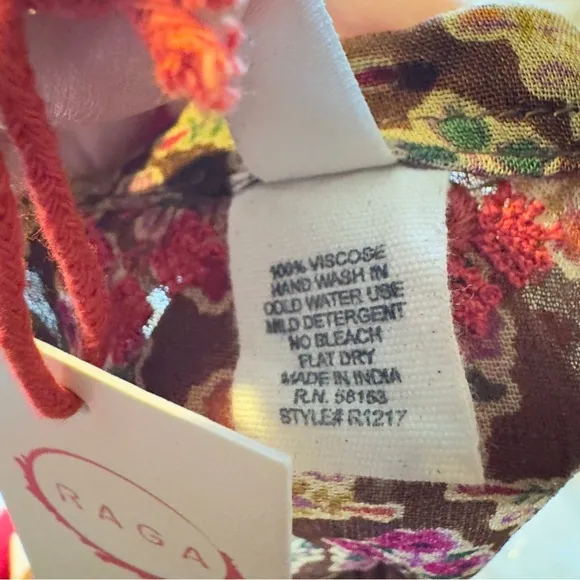 100% VISCOSE
HAND WASH IN
COLD WATER USE
MILD DETERGENT
NO BLEACH
FLAT DRY
MADE IN INDIA
R.N. 56163
STYLE# R1217
RAGA